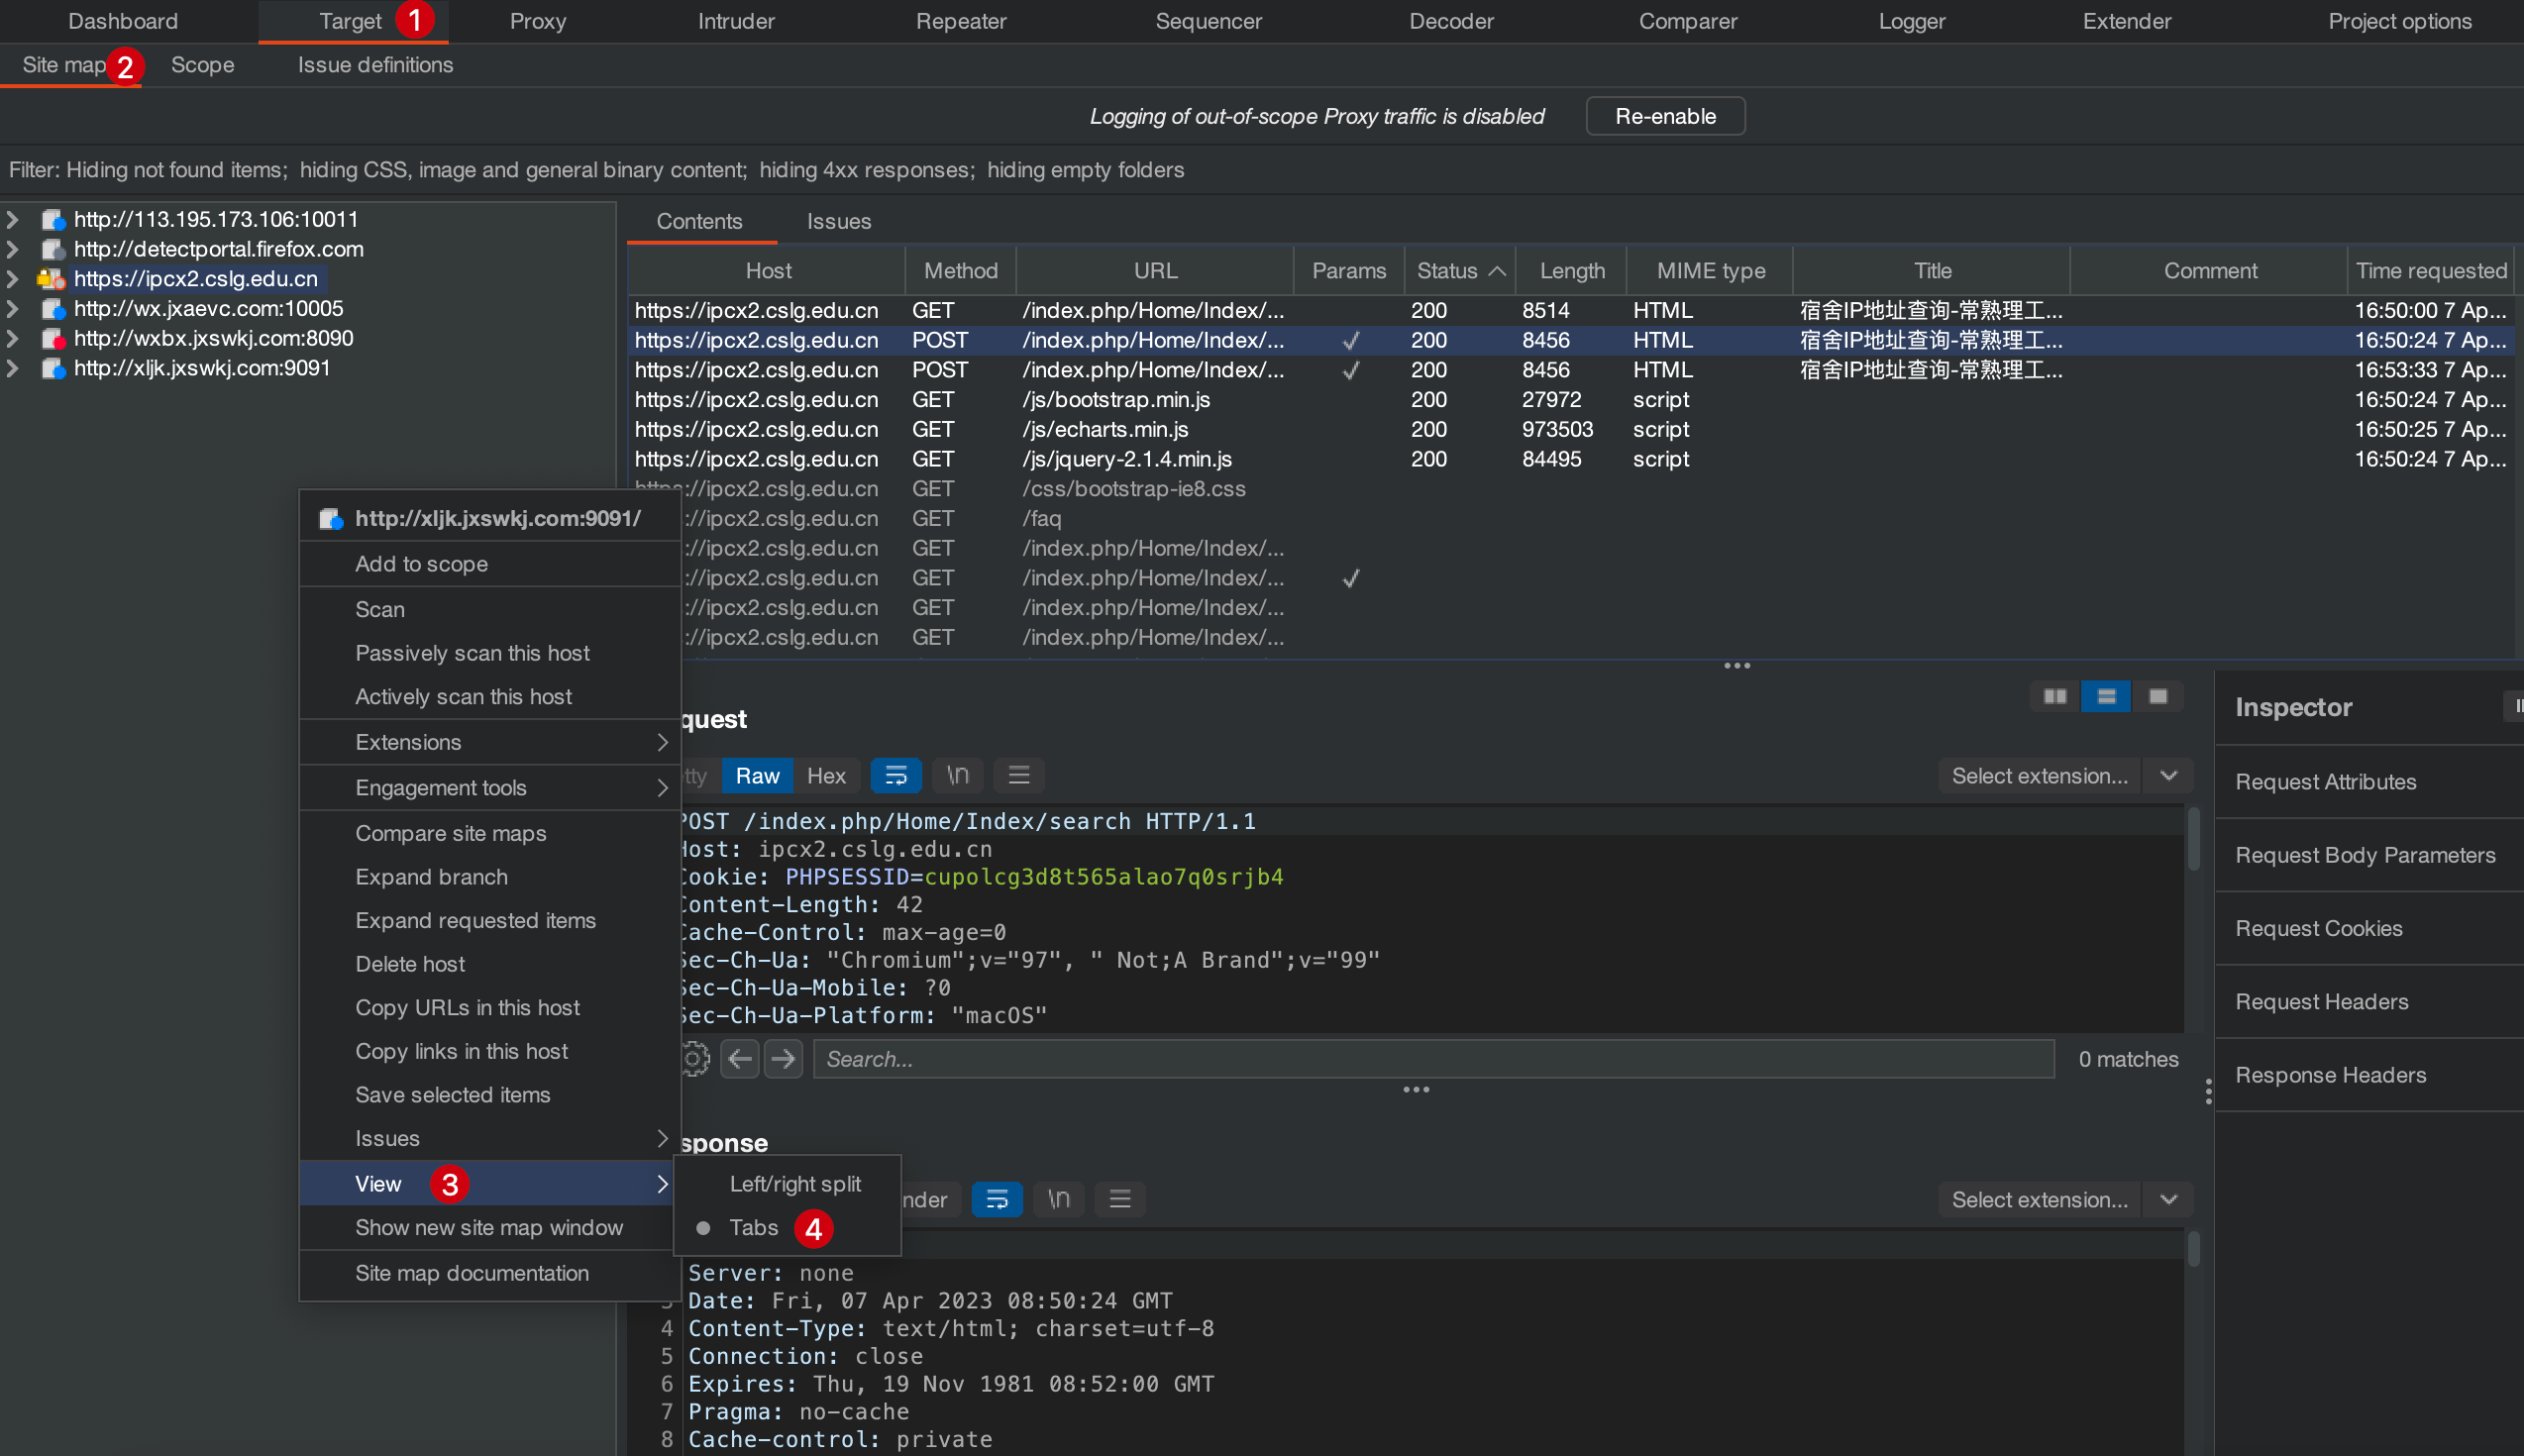 Dashboard Target 1 Proxy Intruder Repeater Sequencer Decoder Comparer Logger Extender Project options
Site map 2 Scope Issue definitions
Logging of out-of-scope Proxy traffic is disabled Re-enable
Filter: Hiding not found items; hiding CSS, image and general binary content; hiding 4xx responses; hiding empty folders
http://113.195.173.106:10011
http://detectportal.firefox.com
https://ipcx2.cslg.edu.cn
http://wx.jxaevc.com:10005
http://wxbx.jxswkj.com:8090
http://xljk.jxswkj.com:9091
Contents Issues
Host Method URL Params Status Length MIME type Title Comment Time requested
https://ipcx2.cslg.edu.cn GET /index.php/Home/Index/... 200 8514 HTML 宿舍IP地址查询-常熟理工... 16:50:00 7 Ap...
https://ipcx2.cslg.edu.cn POST /index.php/Home/Index/... ✓ 200 8456 HTML 宿舍IP地址查询-常熟理工... 16:50:24 7 Ap...
https://ipcx2.cslg.edu.cn POST /index.php/Home/Index/... ✓ 200 8456 HTML 宿舍IP地址查询-常熟理工... 16:53:33 7 Ap...
https://ipcx2.cslg.edu.cn GET /js/bootstrap.min.js 200 27972 script 16:50:24 7 Ap...
https://ipcx2.cslg.edu.cn GET /js/echarts.min.js 200 973503 script 16:50:25 7 Ap...
https://ipcx2.cslg.edu.cn GET /js/jquery-2.1.4.min.js 200 84495 script 16:50:24 7 Ap...
https://ipcx2.cslg.edu.cn GET /css/bootstrap-ie8.css
://ipcx2.cslg.edu.cn GET /faq
://ipcx2.cslg.edu.cn GET /index.php/Home/Index/...
://ipcx2.cslg.edu.cn GET /index.php/Home/Index/... ✓
://ipcx2.cslg.edu.cn GET /index.php/Home/Index/...
://ipcx2.cslg.edu.cn GET /index.php/Home/Index/...
http://xljk.jxswkj.com:9091/
Add to scope
Scan
Passively scan this host
Actively scan this host
Extensions
Engagement tools
Compare site maps
Expand branch
Expand requested items
Delete host
Copy URLs in this host
Copy links in this host
Save selected items
Issues
View 3
Show new site map window
Site map documentation
Left/right split
Tabs 4
quest
tty Raw Hex \n Select extension...
POST /index.php/Home/Index/search HTTP/1.1
Host: ipcx2.cslg.edu.cn
Cookie: PHPSESSID=cupolcg3d8t565alao7q0srjb4
Content-Length: 42
Cache-Control: max-age=0
Sec-Ch-Ua: "Chromium";v="97", " Not;A Brand";v="99"
Sec-Ch-Ua-Mobile: ?0
Sec-Ch-Ua-Platform: "macOS"
Search... 0 matches
sponse
nder \n Select extension...
Server: none
3 Date: Fri, 07 Apr 2023 08:50:24 GMT
4 Content-Type: text/html; charset=utf-8
5 Connection: close
6 Expires: Thu, 19 Nov 1981 08:52:00 GMT
7 Pragma: no-cache
8 Cache-control: private
Inspector
Request Attributes
Request Body Parameters
Request Cookies
Request Headers
Response Headers